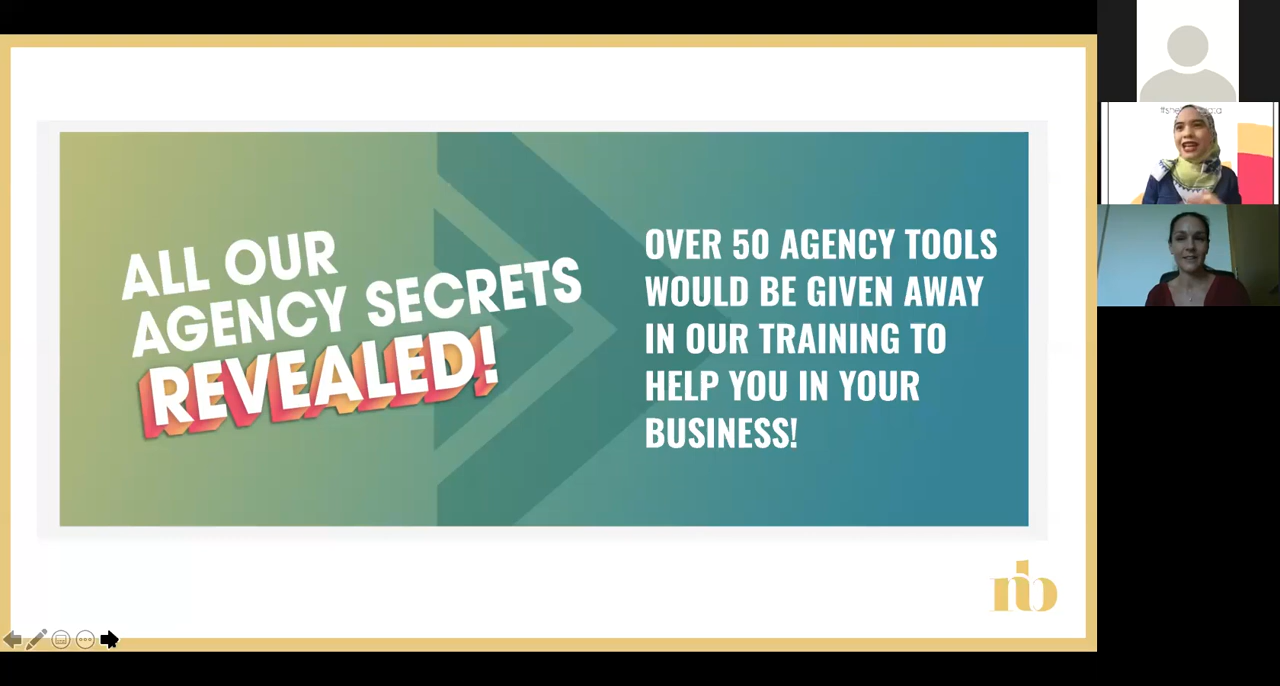 ALL OUR
AGENCY SECRETS
REVEALED!
OVER 50 AGENCY TOOLS
WOULD BE GIVEN AWAY
IN OUR TRAINING TO
HELP YOU IN YOUR
BUSINESS!
nb